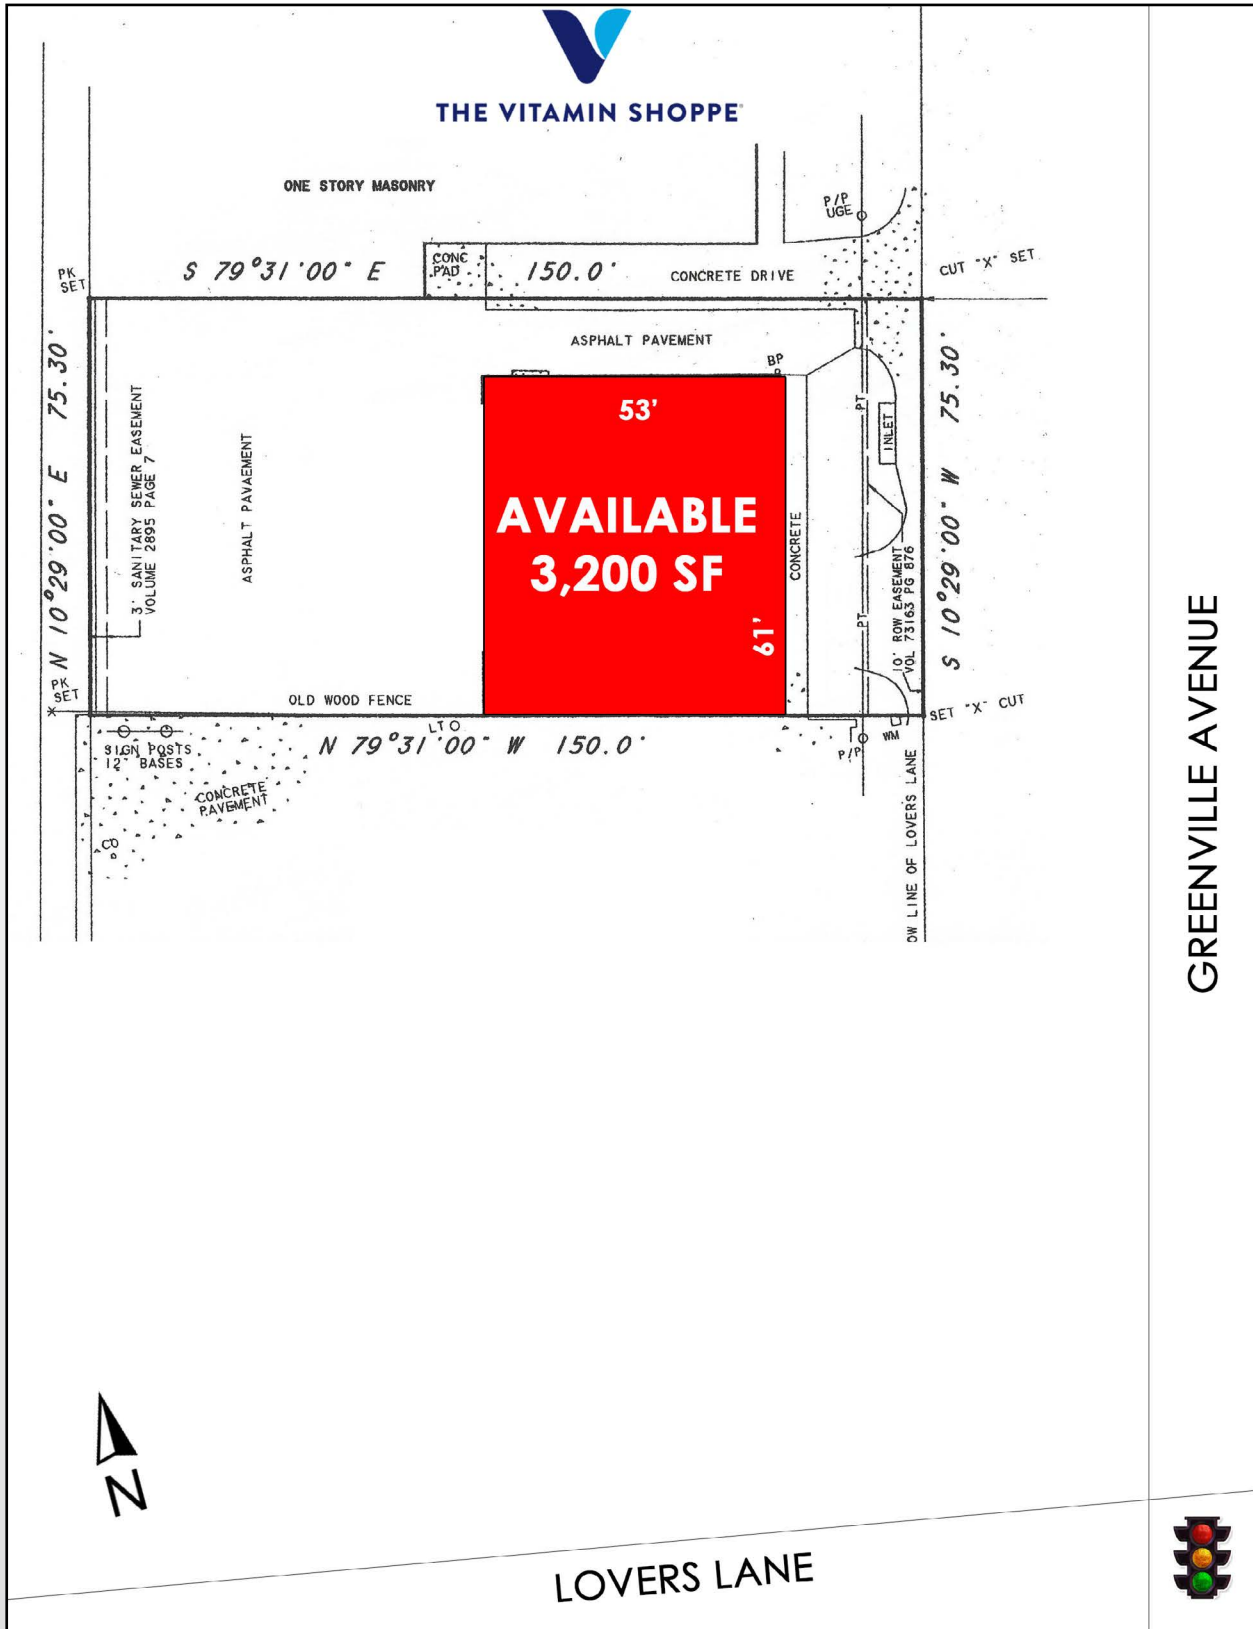 THE VITAMIN SHOPPE
ONE STORY MASONRY
P/P
UGE
PK
SET
S 79°31'00" E
CONC
PAD
150.0'
CONCRETE DRIVE
CUT "X" SET
ASPHALT PAVEMENT
BP
N 10°29'00" E 75.30'
3' SANITARY SEWER EASEMENT
VOLUME 2895 PAGE 7
ASPHALT PAVAEMENT
53'
AVAILABLE
3,200 SF
61'
CONCRETE
PT
INLET
PT
10' ROW EASEMENT
VOL 73163 PG 876
S 10°29'00" W 75.30'
GREENVILLE AVENUE
PK
SET
OLD WOOD FENCE
SET "X" CUT
LTO
SIGN POSTS
12" BASES
N 79°31'00" W 150.0'
P/P
WM
CONCRETE
PAVEMENT
CO
OW LINE OF LOVERS LANE
N
LOVERS LANE